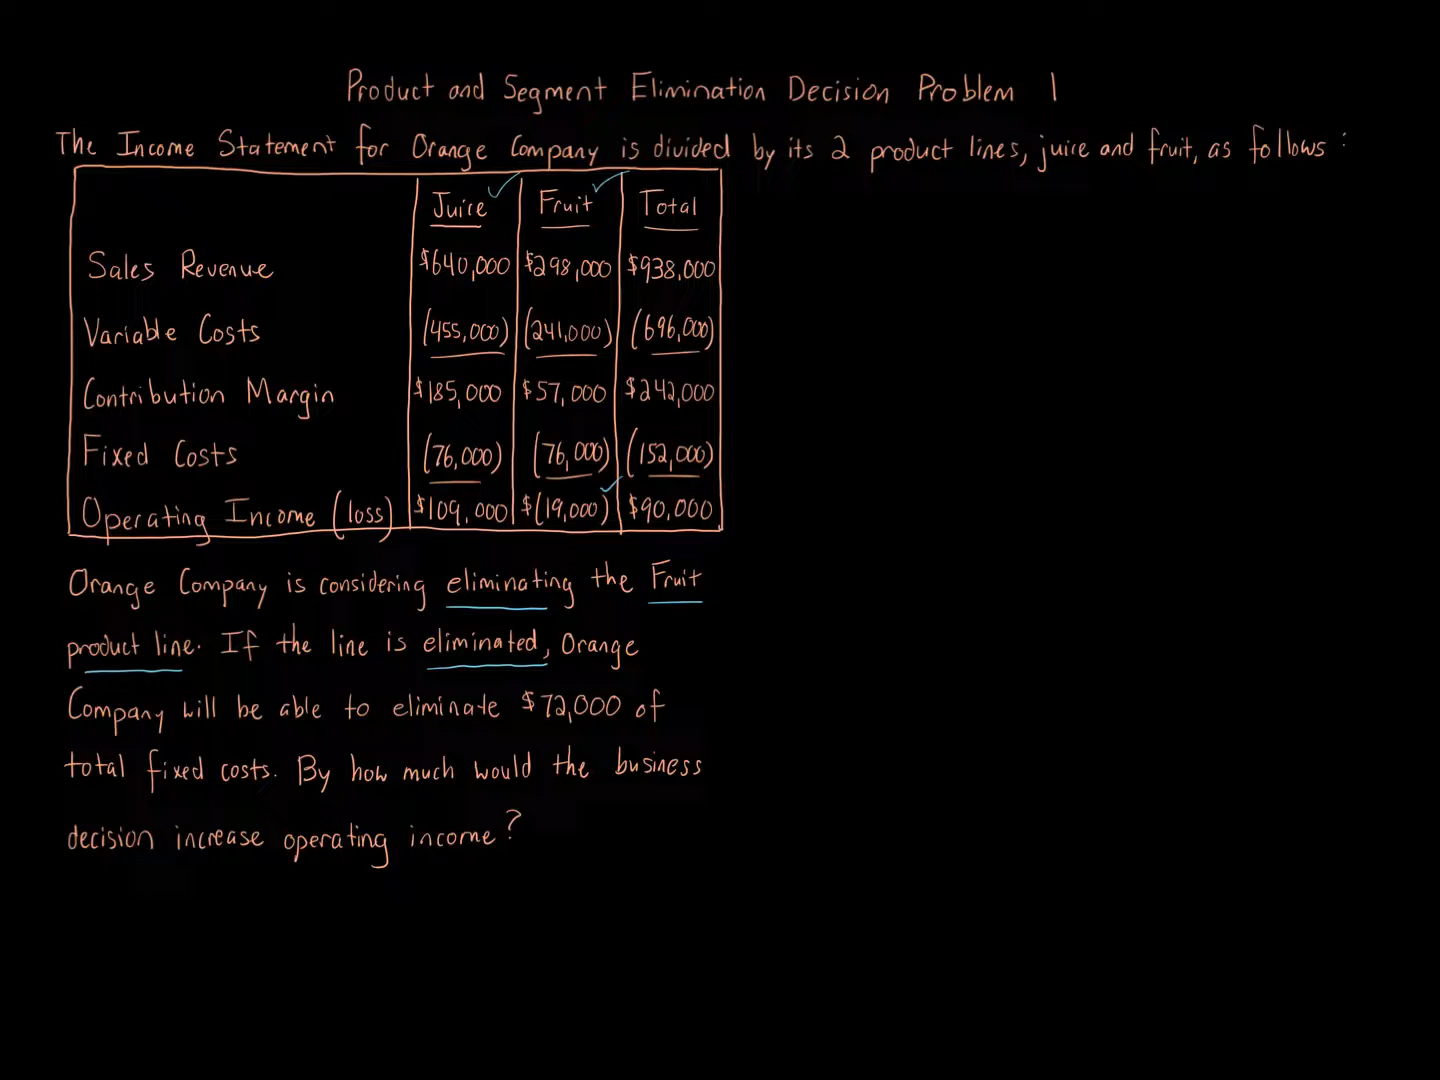 Product and Segment Elimination Decision Problem 1
The Income Statement for Orange Company is divided by its 2 product lines, juice and fruit, as follows:
Juice Fruit Total
Sales Revenue $640,000 $298,000 $938,000
Variable Costs (455,000) (241,000) (696,000)
Contribution Margin $185,000 $57,000 $242,000
Fixed Costs (76,000) (76,000) (152,000)
Operating Income (loss) $109,000 $(19,000) $90,000
Orange Company is considering eliminating the Fruit
product line. If the line is eliminated, Orange
Company will be able to eliminate $72,000 of
total fixed costs. By how much would the business
decision increase operating income?